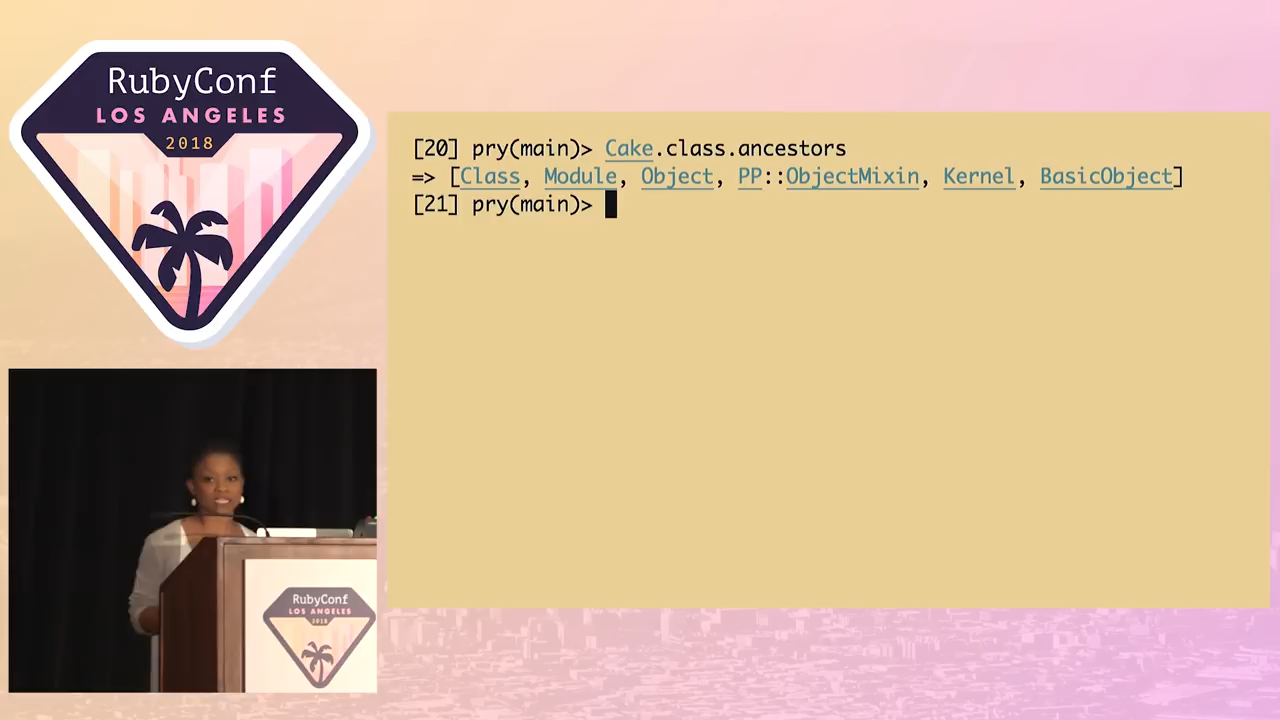 RubyConf
LOS ANGELES
2018
[20] pry(main)> Cake.class.ancestors
=> [Class, Module, Object, PP::ObjectMixin, Kernel, BasicObject]
[21] pry(main)>
RubyConf
LOS ANGELES
2018